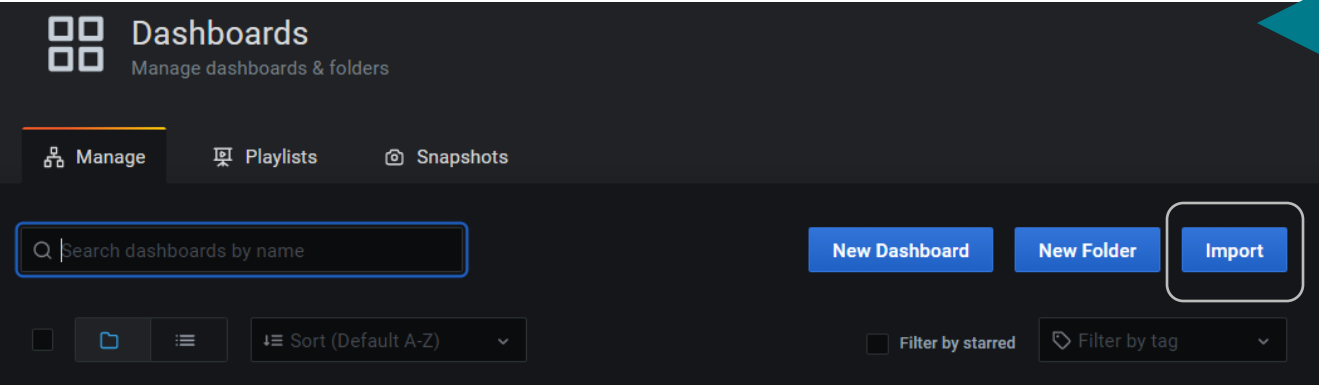 Dashboards
Manage dashboards & folders
Manage Playlists Snapshots
Search dashboards by name New Dashboard New Folder Import
Sort (Default A-Z) Filter by starred Filter by tag